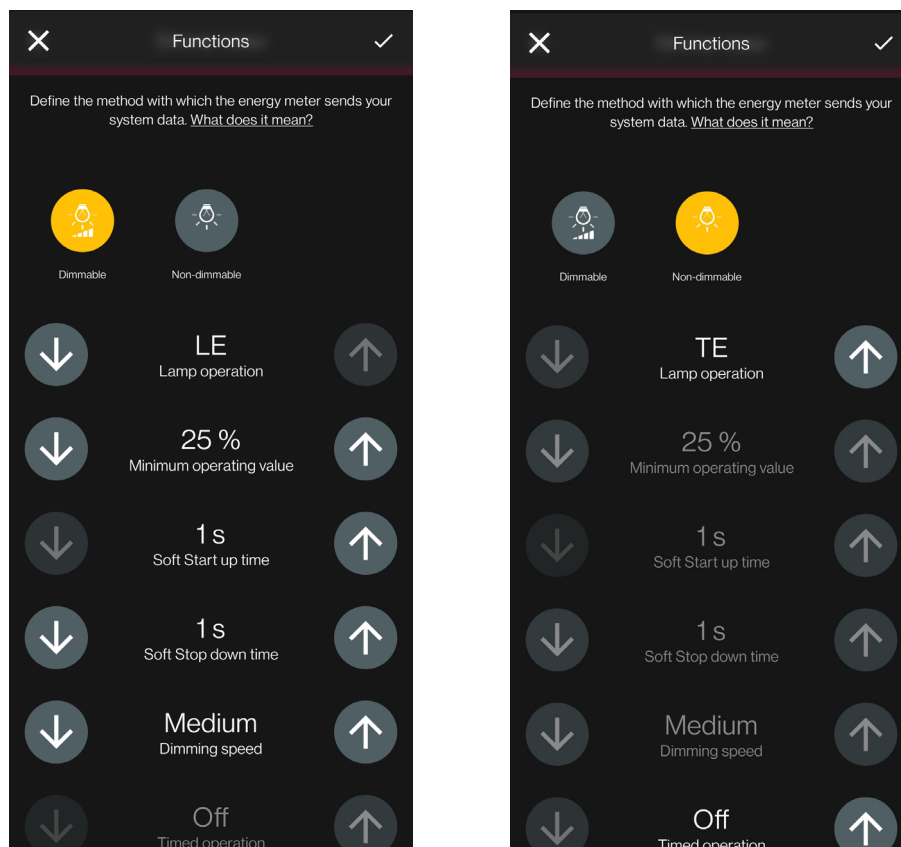 Functions
Define the method with which the energy meter sends your
system data. What does it mean?
Dimmable
Non-dimmable
LE
Lamp operation
25 %
Minimum operating value
1 s
Soft Start up time
1 s
Soft Stop down time
Medium
Dimming speed
Off
Timed operation
Functions
Define the method with which the energy meter sends your
system data. What does it mean?
Dimmable
Non-dimmable
TE
Lamp operation
25 %
Minimum operating value
1 s
Soft Start up time
1 s
Soft Stop down time
Medium
Dimming speed
Off
Timed operation